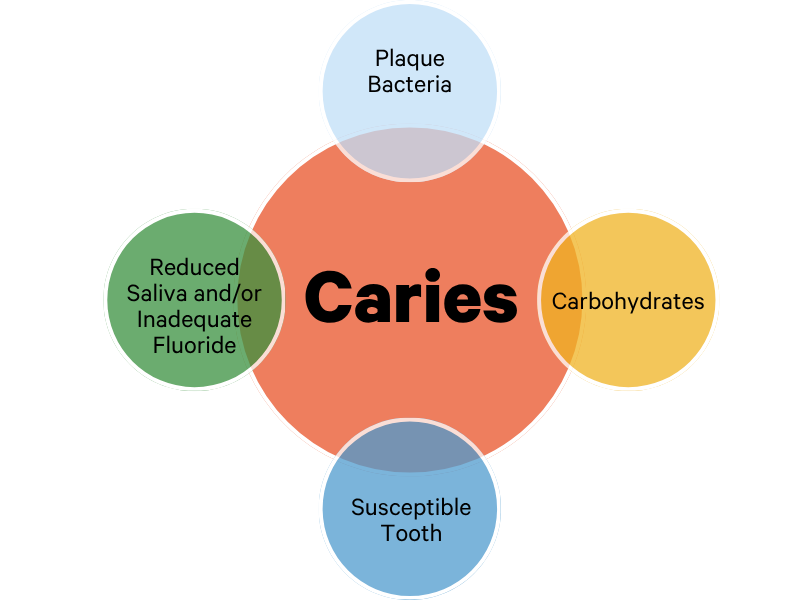 Plaque
Bacteria
Reduced
Saliva and/or
Inadequate
Fluoride
Caries
Carbohydrates
Susceptible
Tooth